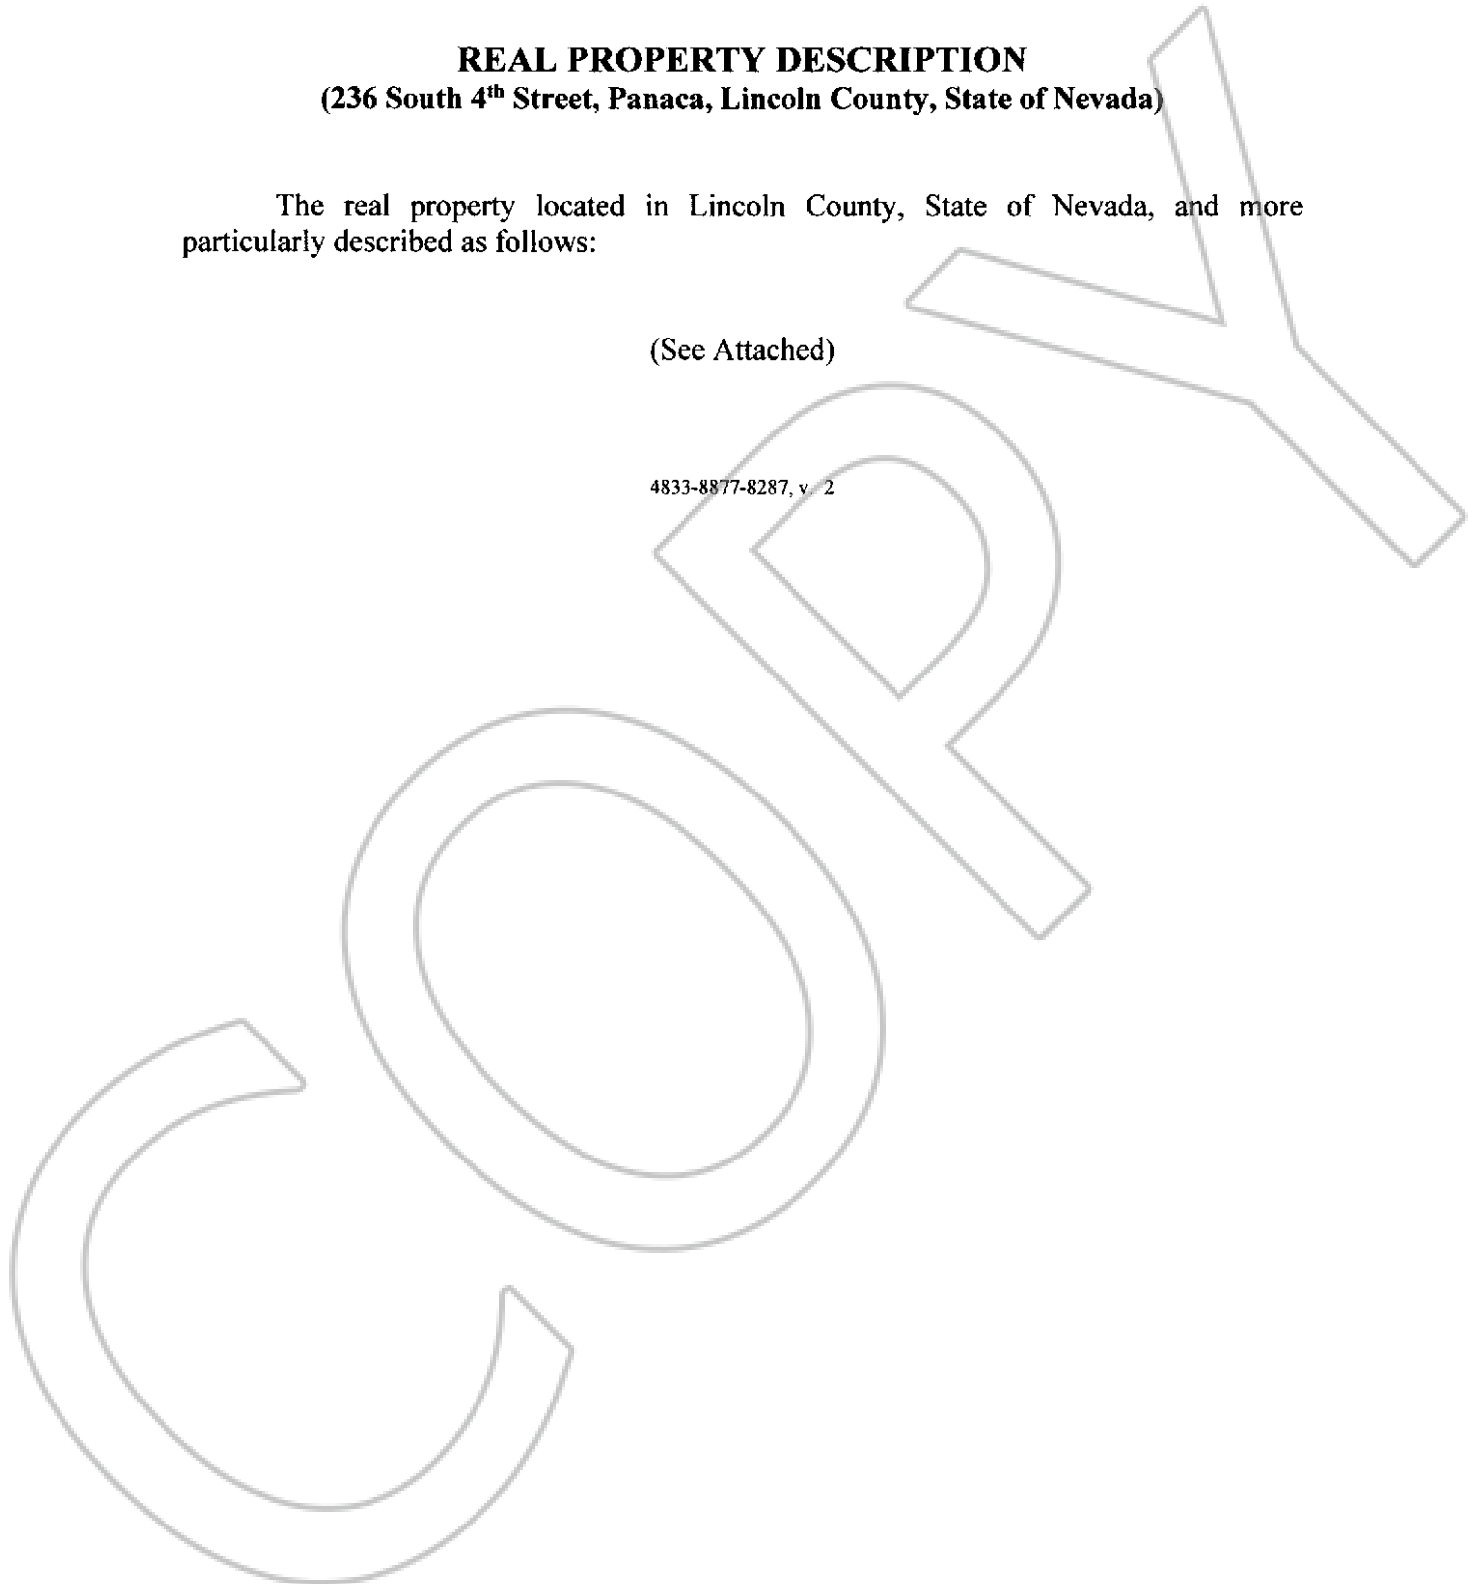 REAL PROPERTY DESCRIPTION
(236 South 4th Street, Panaca, Lincoln County, State of Nevada)
The real property located in Lincoln County, State of Nevada, and more
particularly described as follows:
(See Attached)
4833-8877-8287, v. 2
COPY